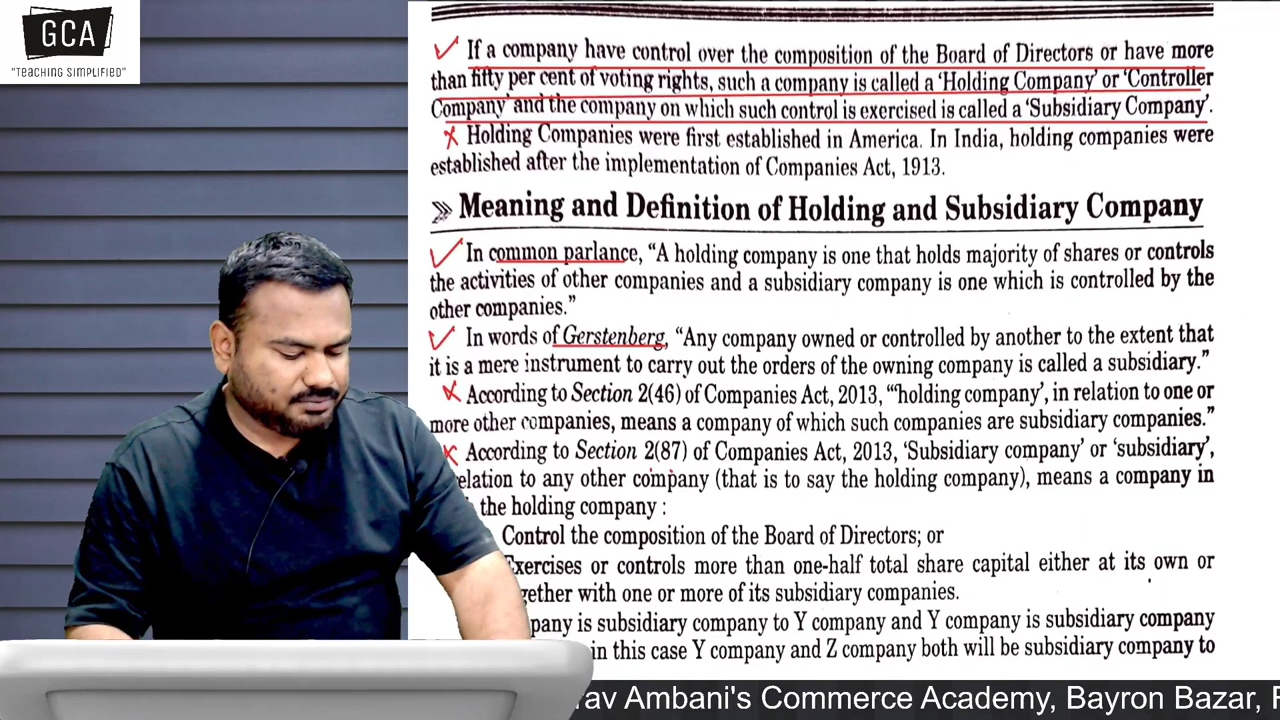 GCA
"TEACHING SIMPLIFIED"
If a company have control over the composition of the Board of Directors or have more
than fifty per cent of voting rights, such a company is called a 'Holding Company' or 'Controller
Company' and the company on which such control is exercised is called a 'Subsidiary Company'.
Holding Companies were first established in America. In India, holding companies were
established after the implementation of Companies Act, 1913.
Meaning and Definition of Holding and Subsidiary Company
In common parlance, “A holding company is one that holds majority of shares or controls
the activities of other companies and a subsidiary company is one which is controlled by the
other companies.”
In words of Gerstenberg, “Any company owned or controlled by another to the extent that
it is a mere instrument to carry out the orders of the owning company is called a subsidiary.”
According to Section 2(46) of Companies Act, 2013, “'holding company', in relation to one or
more other companies, means a company of which such companies are subsidiary companies.”
According to Section 2(87) of Companies Act, 2013, 'Subsidiary company' or 'subsidiary',
elation to any other company (that is to say the holding company), means a company in
the holding company :
Control the composition of the Board of Directors; or
Exercises or controls more than one-half total share capital either at its own or
gether with one or more of its subsidiary companies.
pany is subsidiary company to Y company and Y company is subsidiary company
in this case Y company and Z company both will be subsidiary company to
rav Ambani's Commerce Academy, Bayron Bazar,